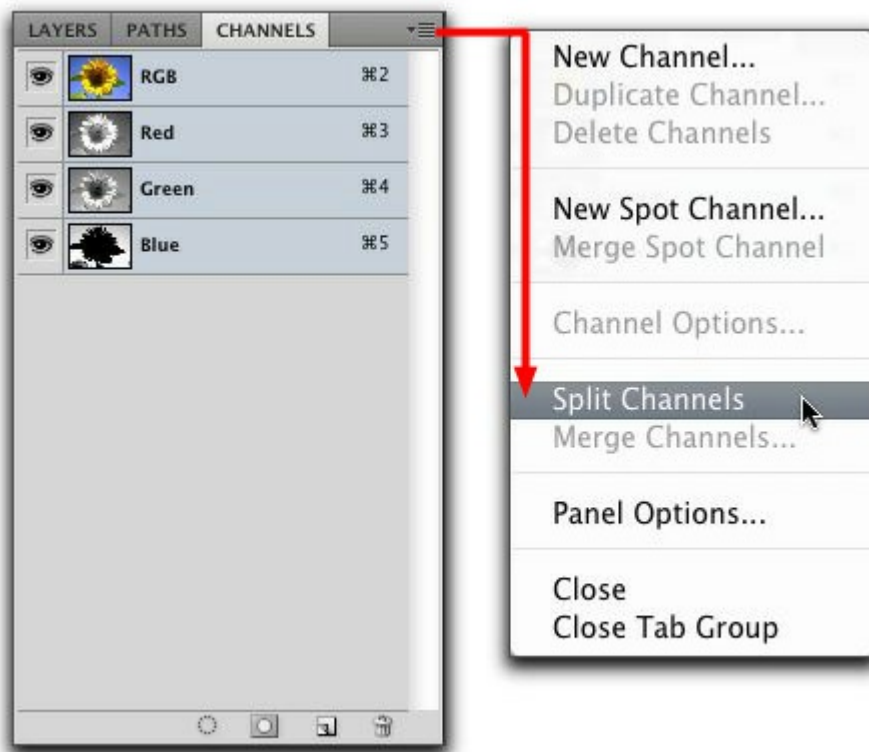 LAYERS PATHS CHANNELS
RGB ⌘2
Red ⌘3
Green ⌘4
Blue ⌘5
New Channel...
Duplicate Channel...
Delete Channels
New Spot Channel...
Merge Spot Channel
Channel Options...
Split Channels
Merge Channels...
Panel Options...
Close
Close Tab Group